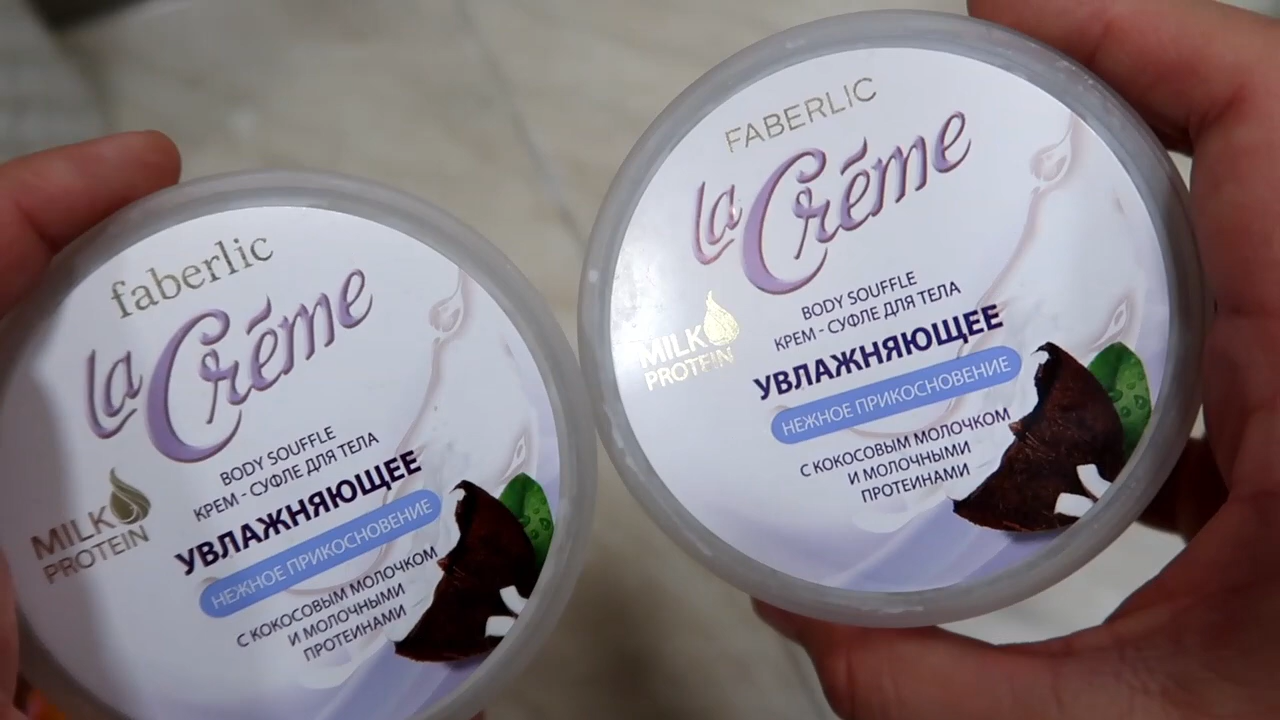 faberlic
la Créme
MILK
PROTEIN
BODY SOUFFLE
КРЕМ - СУФЛЕ ДЛЯ ТЕЛА
УВЛАЖНЯЮЩЕЕ
НЕЖНОЕ ПРИКОСНОВЕНИЕ
С КОКОСОВЫМ МОЛОЧКОМ
И МОЛОЧНЫМИ
ПРОТЕИНАМИ
FABERLIC
la Créme
MILK
PROTEIN
BODY SOUFFLE
КРЕМ - СУФЛЕ ДЛЯ ТЕЛА
УВЛАЖНЯЮЩЕЕ
НЕЖНОЕ ПРИКОСНОВЕНИЕ
С КОКОСОВЫМ МОЛОЧКОМ
И МОЛОЧНЫМИ
ПРОТЕИНАМИ